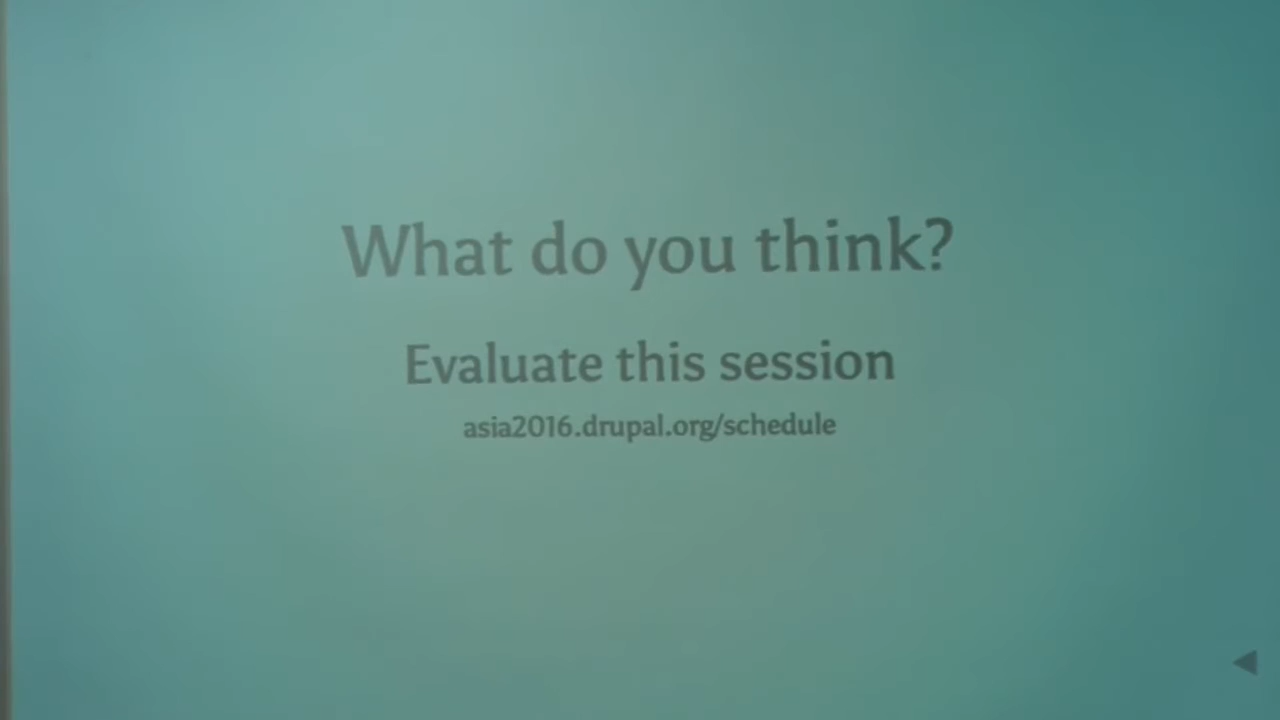 What do you think?
Evaluate this session
asia2016.drupal.org/schedule